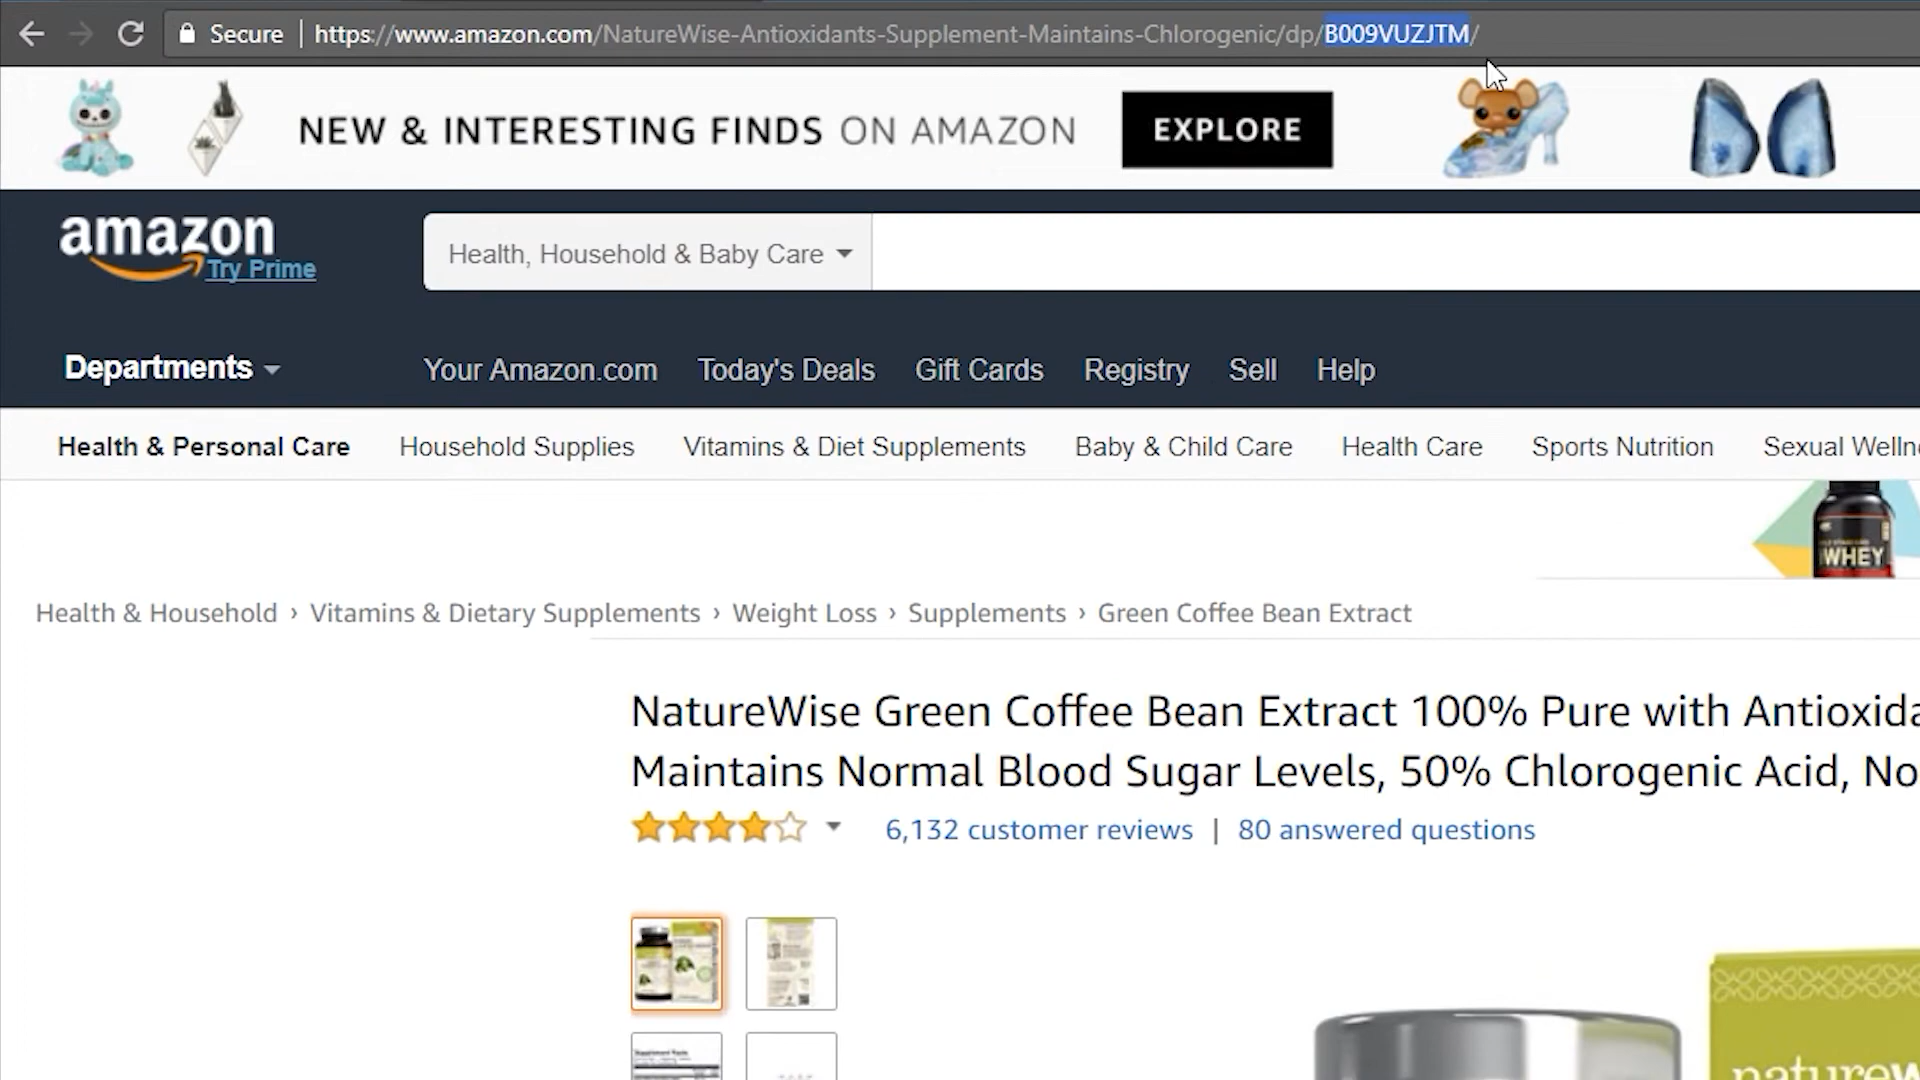 Secure | https://www.amazon.com/NatureWise-Antioxidants-Supplement-Maintains-Chlorogenic/dp/B009VUZJTM/
NEW & INTERESTING FINDS ON AMAZON EXPLORE
amazon
Try Prime
Health, Household & Baby Care
Departments Your Amazon.com Today's Deals Gift Cards Registry Sell Help
Health & Personal Care Household Supplies Vitamins & Diet Supplements Baby & Child Care Health Care Sports Nutrition Sexual
WHEY
Health & Household › Vitamins & Dietary Supplements › Weight Loss › Supplements › Green Coffee Bean Extract
NatureWise Green Coffee Bean Extract 100% Pure with
Maintains Normal Blood Sugar Levels, 50% Chlorogenic Acid, No
6,132 customer reviews | 80 answered questions
Supplement Facts